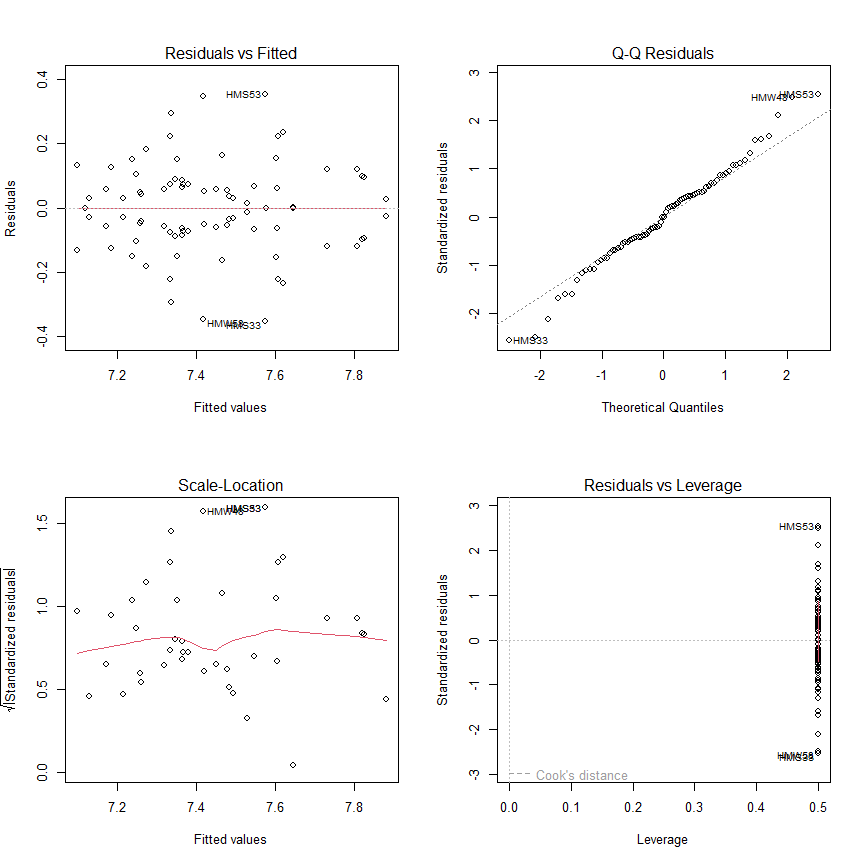 Residuals vs Fitted
Residuals
0.4
0.2
0.0
-0.2
-0.4
HMS53
HMS33
7.2 7.4 7.6 7.8
Fitted values
Q-Q Residuals
Standardized residuals
3
2
1
0
-1
-2
HMW43
HMS53
HMS33
-2 -1 0 1 2
Theoretical Quantiles
Scale-Location
√|Standardized residuals|
1.5
1.0
0.5
0.0
HMW43
7.2 7.4 7.6 7.8
Fitted values
Residuals vs Leverage
Standardized residuals
3
2
1
0
-1
-2
-3
HMS53
Cook's distance
0.0 0.1 0.2 0.3 0.4 0.5
Leverage